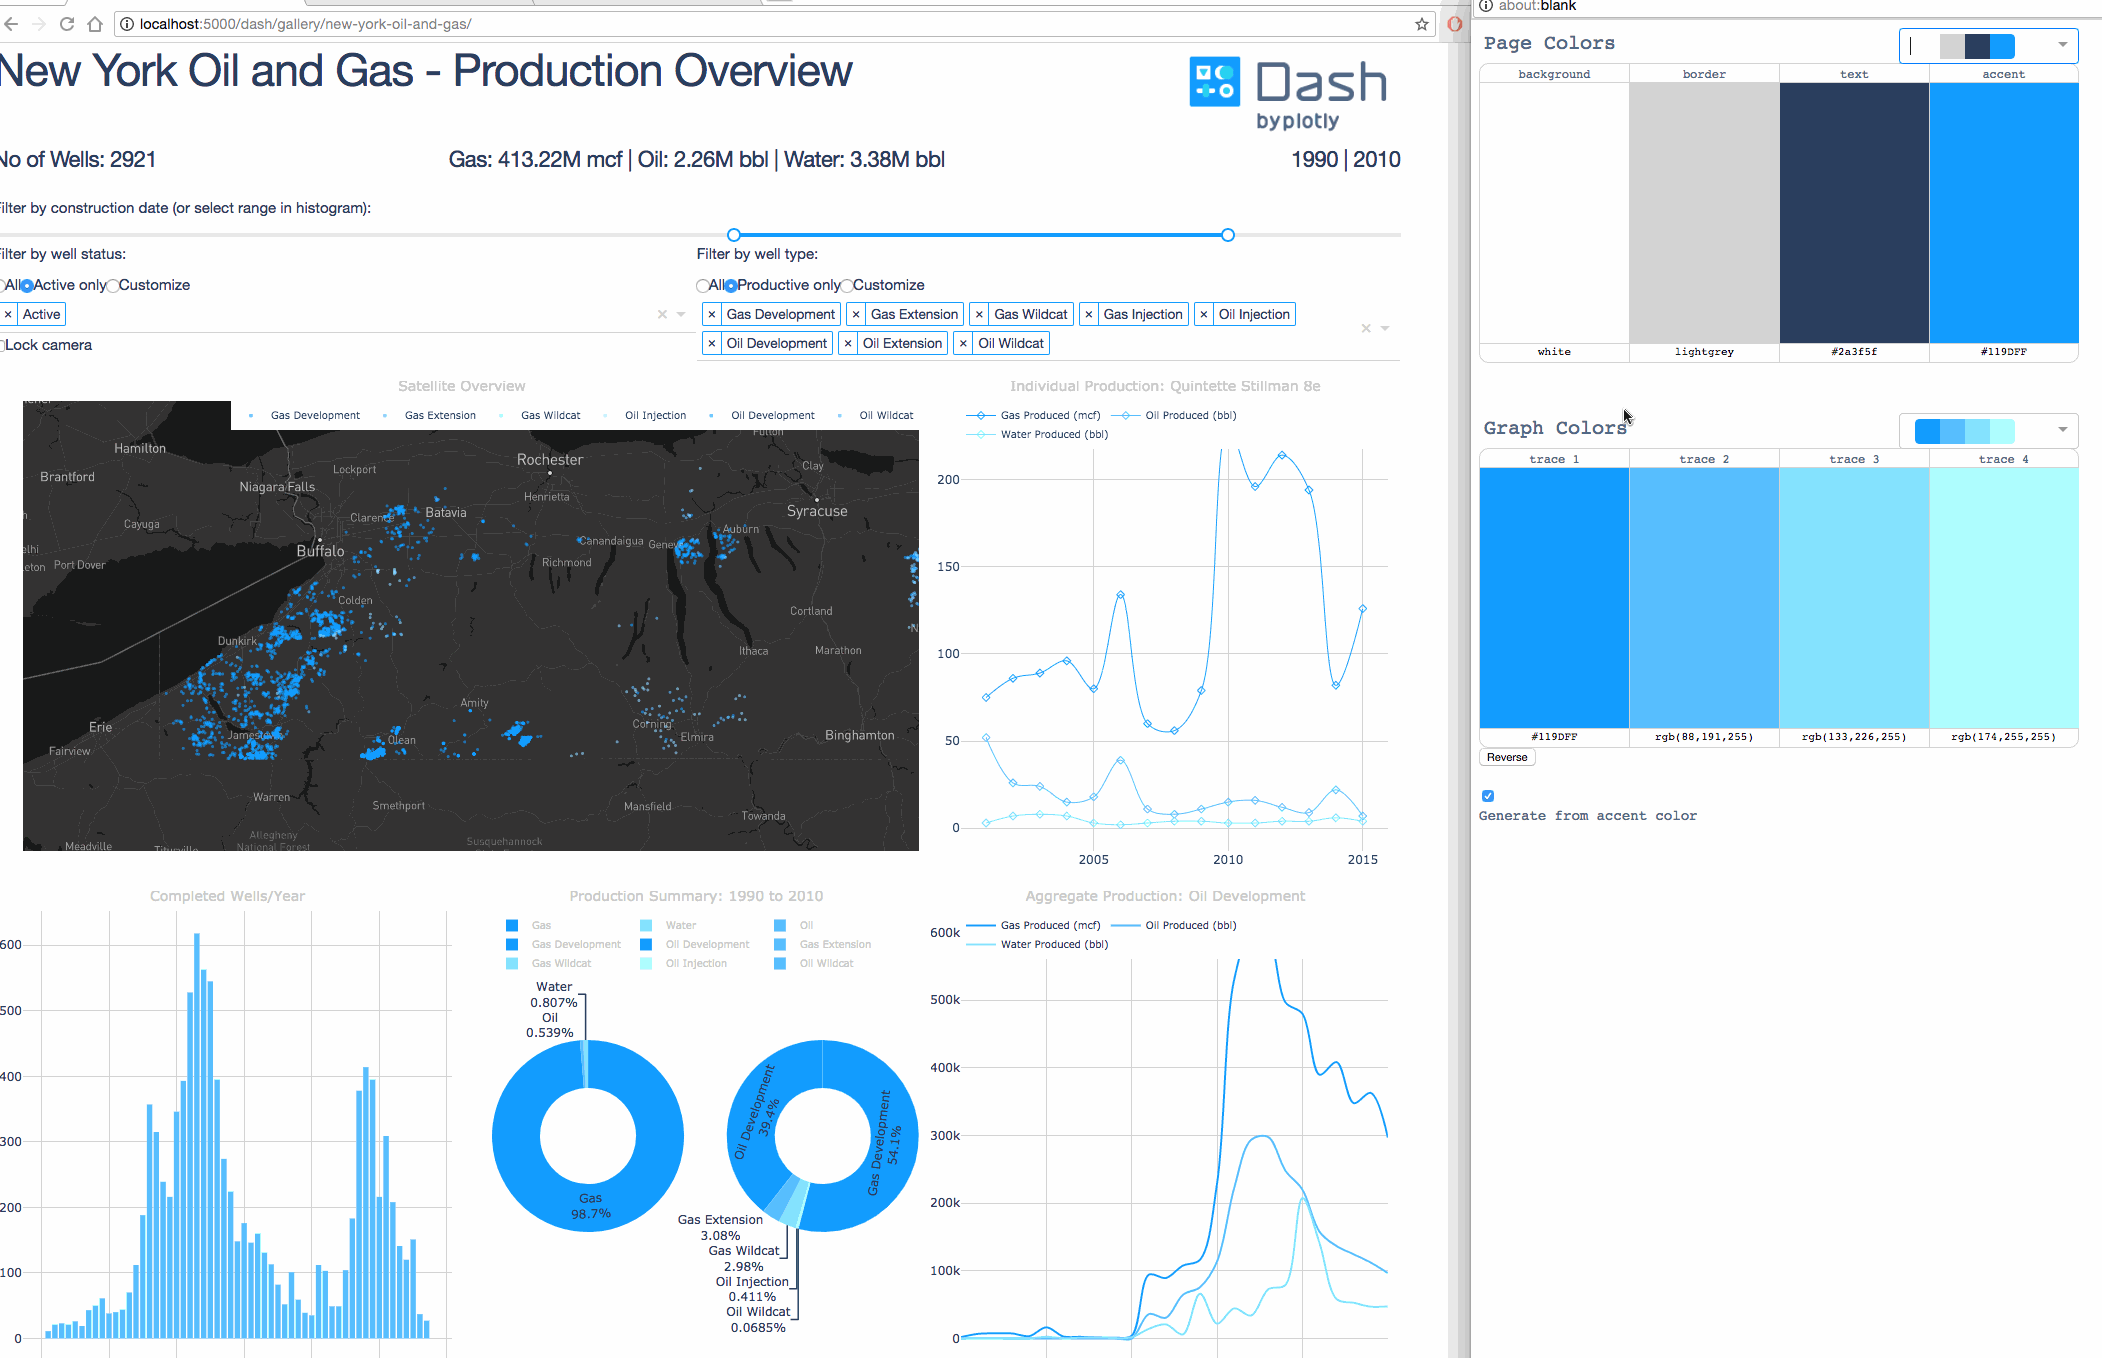 localhost:5000/dash/gallery/new-york-oil-and-gas/
about:blank
New York Oil and Gas - Production Overview
Dash
byplotly
No of Wells: 2921
Gas: 413.22M mcf | Oil: 2.26M bbl | Water: 3.38M bbl
1990 | 2010
Filter by construction date (or select range in histogram):
Filter by well status:
All Active only Customize
× Active
Lock camera
Filter by well type:
All Productive only Customize
× Gas Development × Gas Extension × Gas Wildcat × Gas Injection × Oil Injection
× Oil Development × Oil Extension × Oil Wildcat
Satellite Overview
Gas Development Gas Extension Gas Wildcat Oil Injection Oil Development Oil Wildcat
Hamilton
Brantford
Niagara Falls
Lockport
Rochester
Fulton
Clay
Henrietta
Cayuga
Clarence
Batavia
Syracuse
Auburn
Buffalo
Canandaigua
Geneva
Port Dover
Richmond
Colden
Cortland
Dunkirk
Ithaca
Marathon
Amity
Erie
Corning
Jamestown
Olean
Elmira
Binghamton
Fairview
Warren
Smethport
Mansfield
Towanda
Allegheny
National Forest
Susquehannock
Meadville
Titusville
Individual Production: Quintette Stillman 8e
Gas Produced (mcf) Oil Produced (bbl)
Water Produced (bbl)
200
150
100
50
0
2005 2010 2015
Completed Wells/Year
600
500
400
300
200
100
0
Production Summary: 1990 to 2010
Gas Water Oil
Gas Development Oil Development Gas Extension
Gas Wildcat Oil Injection Oil Wildcat
Water
0.807%
Oil
0.539%
Gas
98.7%
Oil Development
39.4%
Gas Development
54.1%
Gas Extension
3.08%
Gas Wildcat
2.98%
Oil Injection
0.411%
Oil Wildcat
0.0685%
Aggregate Production: Oil Development
Gas Produced (mcf) Oil Produced (bbl)
Water Produced (bbl)
600k
500k
400k
300k
200k
100k
0
Page Colors
background border text accent
white lightgrey #2a3f5f #119DFF
Graph Colors
trace 1 trace 2 trace 3 trace 4
#119DFF rgb(88,191,255) rgb(133,226,255) rgb(174,255,255)
Reverse
Generate from accent color